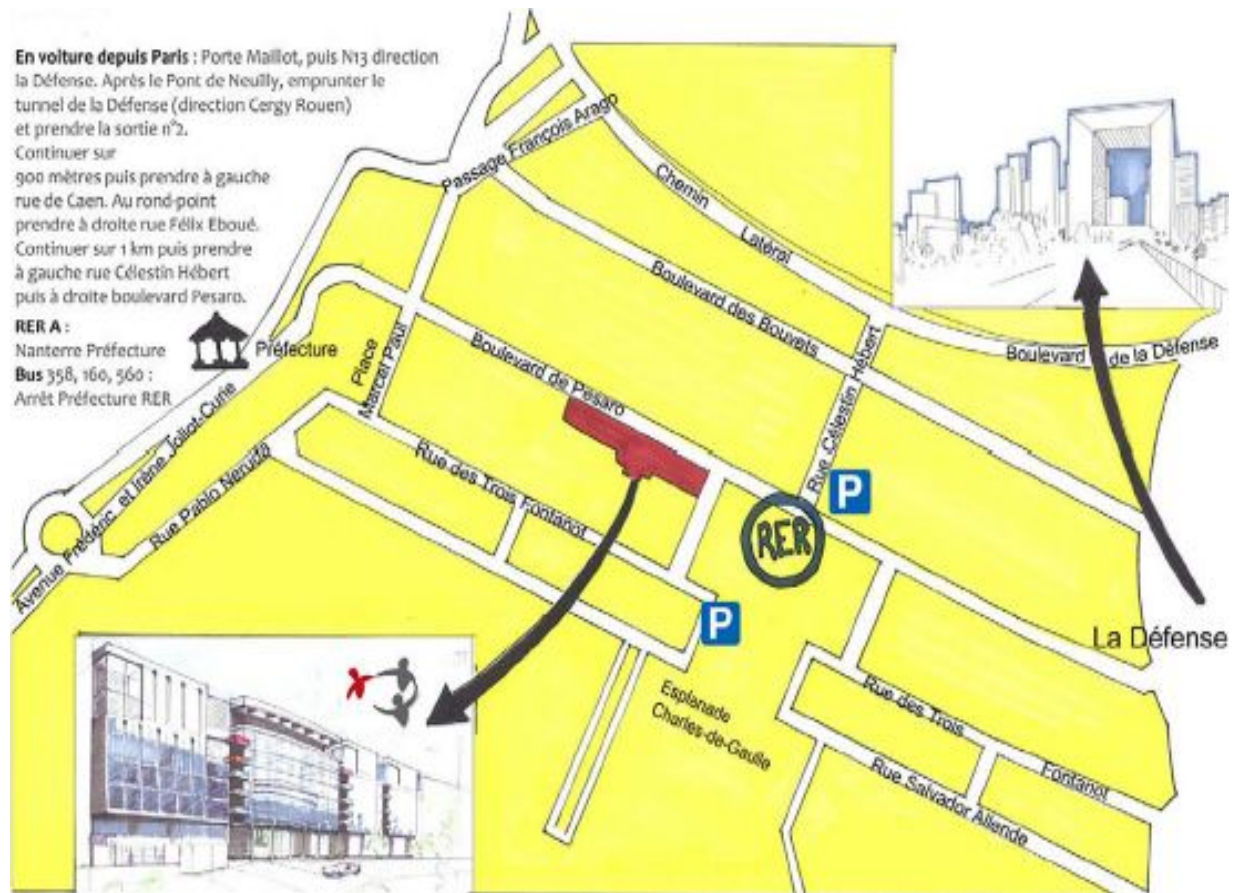 En voiture depuis Paris : Porte Maillot, puis N13 direction
la Défense. Après le Pont de Neuilly, emprunter le
tunnel de la Défense (direction Cergy Rouen)
et prendre la sortie n°2.
Continuer sur
900 mètres puis prendre à gauche
rue de Caen. Au rond-point
prendre à droite rue Félix Eboué.
Continuer sur 1 km puis prendre
à gauche rue Célestin Hébert
puis à droite boulevard Pesaro.
RER A :
Nanterre Préfecture
Bus 358, 160, 560 :
Arrêt Préfecture RER
Préfecture
Passage François Arago
Chemin
Latéral
Boulevard des Bouvets
Boulevard de Pesaro
Place
Marcel Paul
Rue Célestin Hébert
Boulevard de la Défense
Avenue Frédéric et Irène Joliot-Curie
Rue Pablo Neruda
Rue des Trois Fontanot
P
RER
P
La Défense
Esplanade
Charles-de-Gaulle
Rue des Trois
Fontanot
Rue Salvador Allende